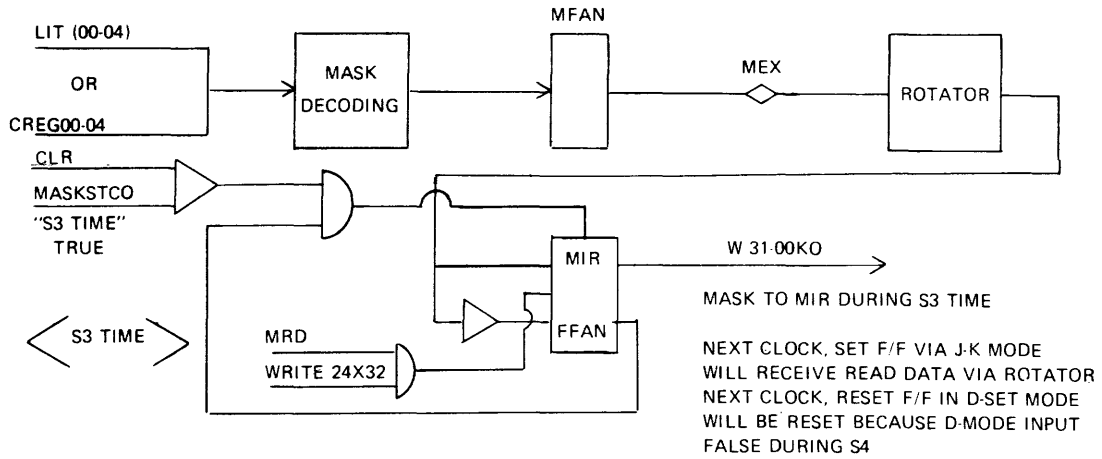 LIT (00-04)
OR
CREG00-04
MASK
DECODING
MFAN
MEX
ROTATOR
CLR
MASKSTCO
"S3 TIME"
TRUE
MIR
FFAN
W 31-00KO
S3 TIME
MRD
WRITE 24X32
MASK TO MIR DURING S3 TIME
NEXT CLOCK, SET F/F VIA J-K MODE
WILL RECEIVE READ DATA VIA ROTATOR
NEXT CLOCK, RESET F/F IN D-SET MODE
WILL BE RESET BECAUSE D-MODE INPUT
FALSE DURING S4